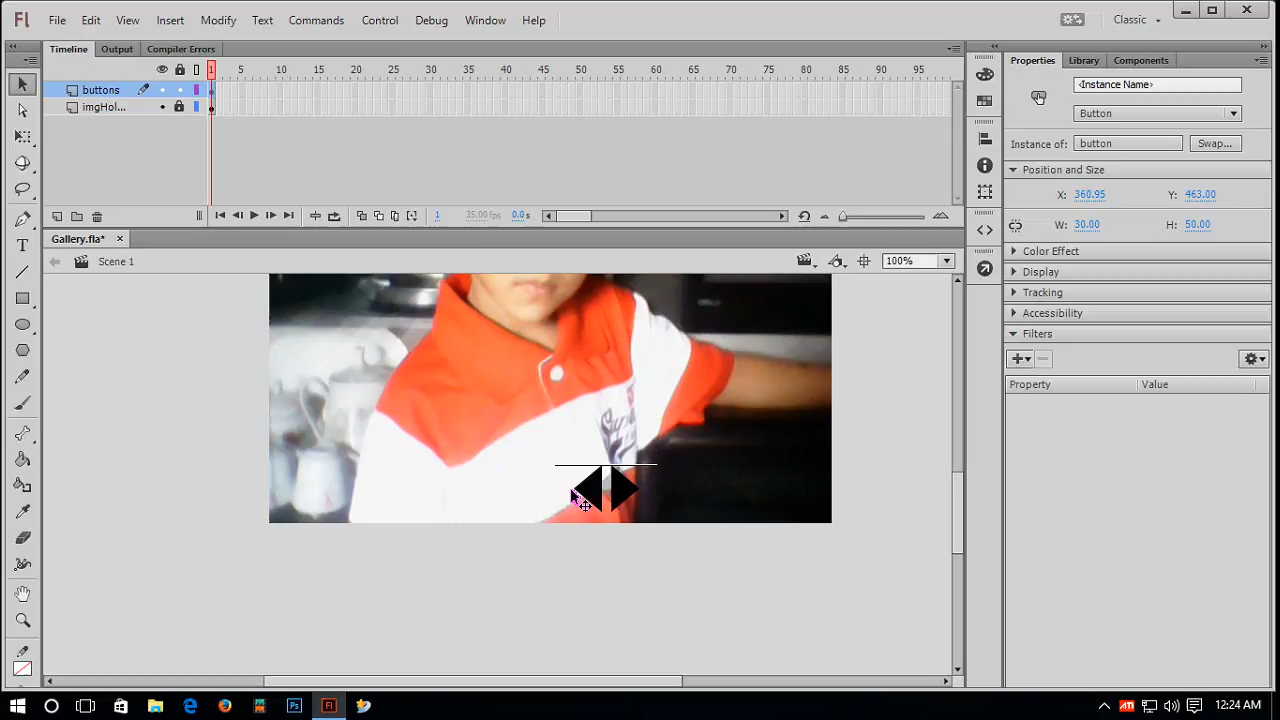 Fl File Edit View Insert Modify Text Commands Control Debug Window Help Classic
Timeline Output Compiler Errors
1 5 10 15 20 25 30 35 40 45 50 55 60 65 70 75 80 85 90 95
buttons
imgHol...
1 35.00 fps 0.0s
Gallery.fla* ×
Scene 1 100%
Properties Library Components
<Instance Name>
Button
Instance of: button Swap...
Position and Size
X: 360.95 Y: 463.00
W: 30.00 H: 50.00
Color Effect
Display
Tracking
Accessibility
Filters
Property Value
Ps Fl 12:24 AM